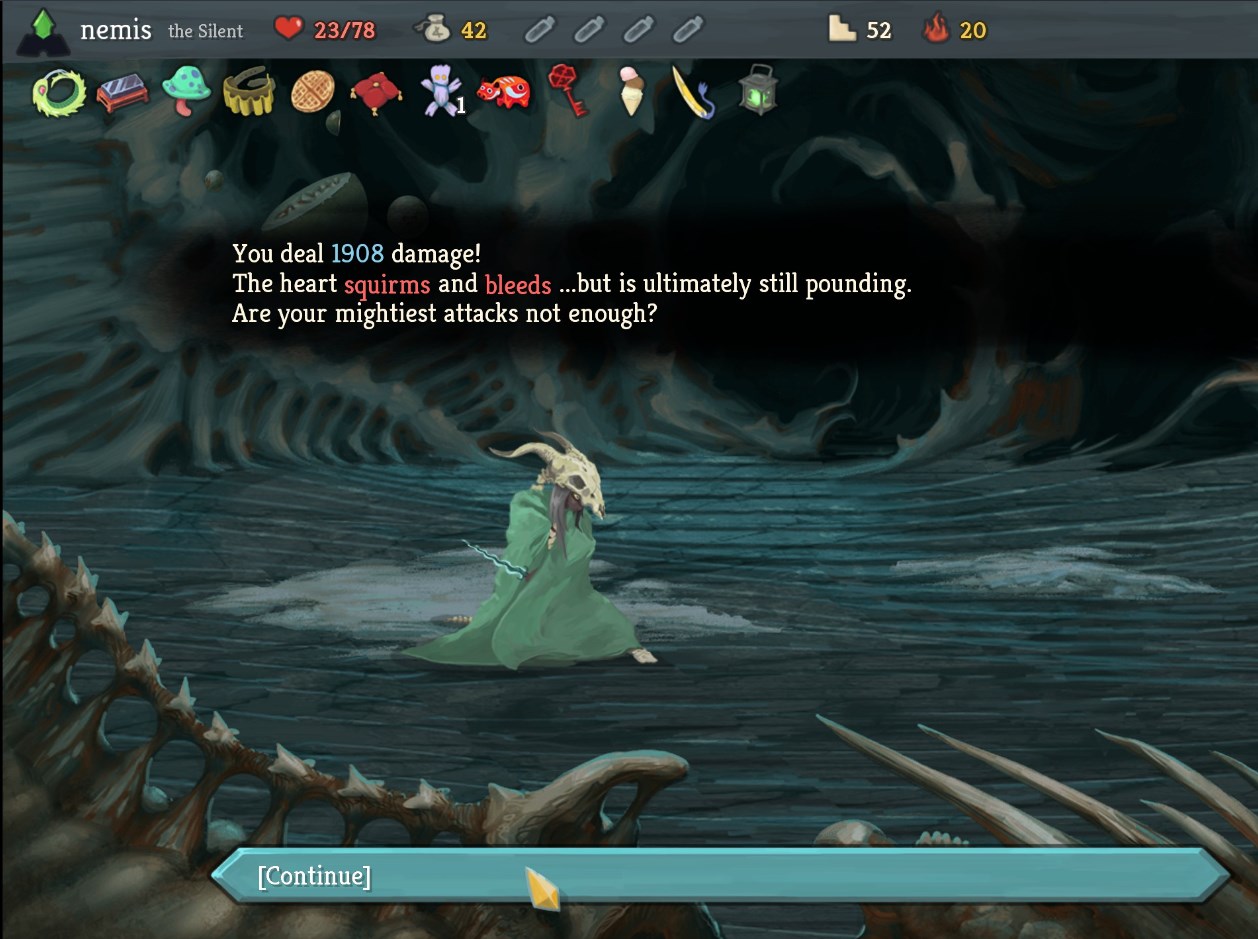 nemis the Silent 23/78 42 52 20
1
You deal 1908 damage!
The heart squirms and bleeds ...but is ultimately still pounding.
Are your mightiest attacks not enough?
[Continue]